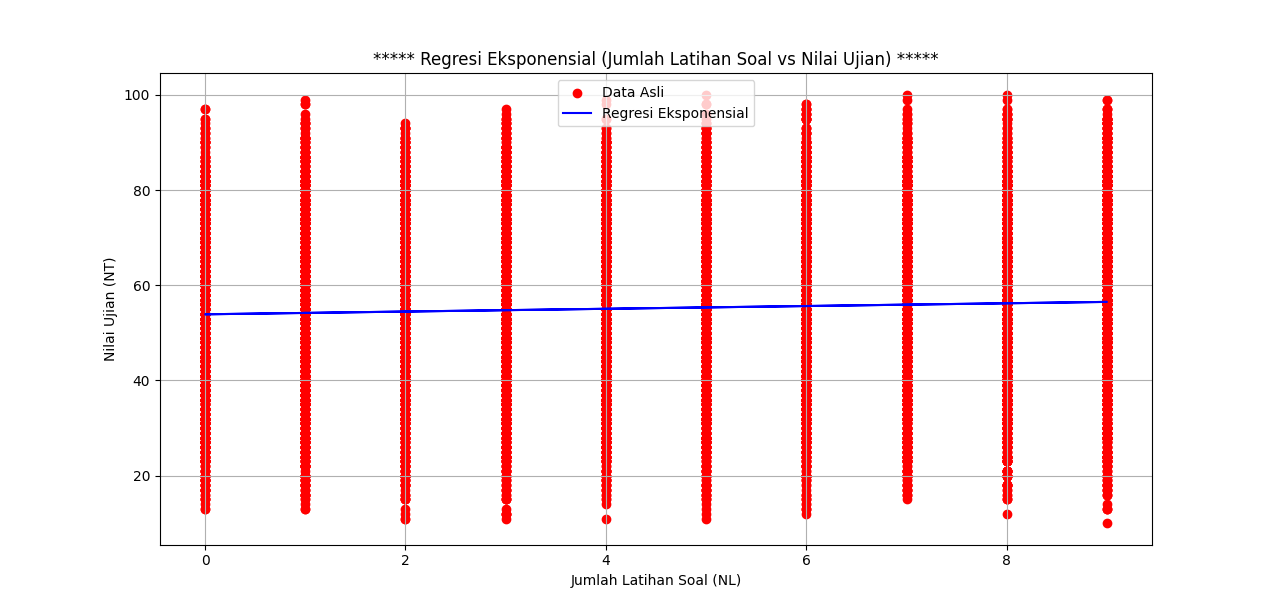 ***** Regresi Eksponensial (Jumlah Latihan Soal vs Nilai Ujian) *****
Data Asli
Regresi Eksponensial
100
80
60
40
20
Nilai Ujian (NT)
0 2 4 6 8
Jumlah Latihan Soal (NL)